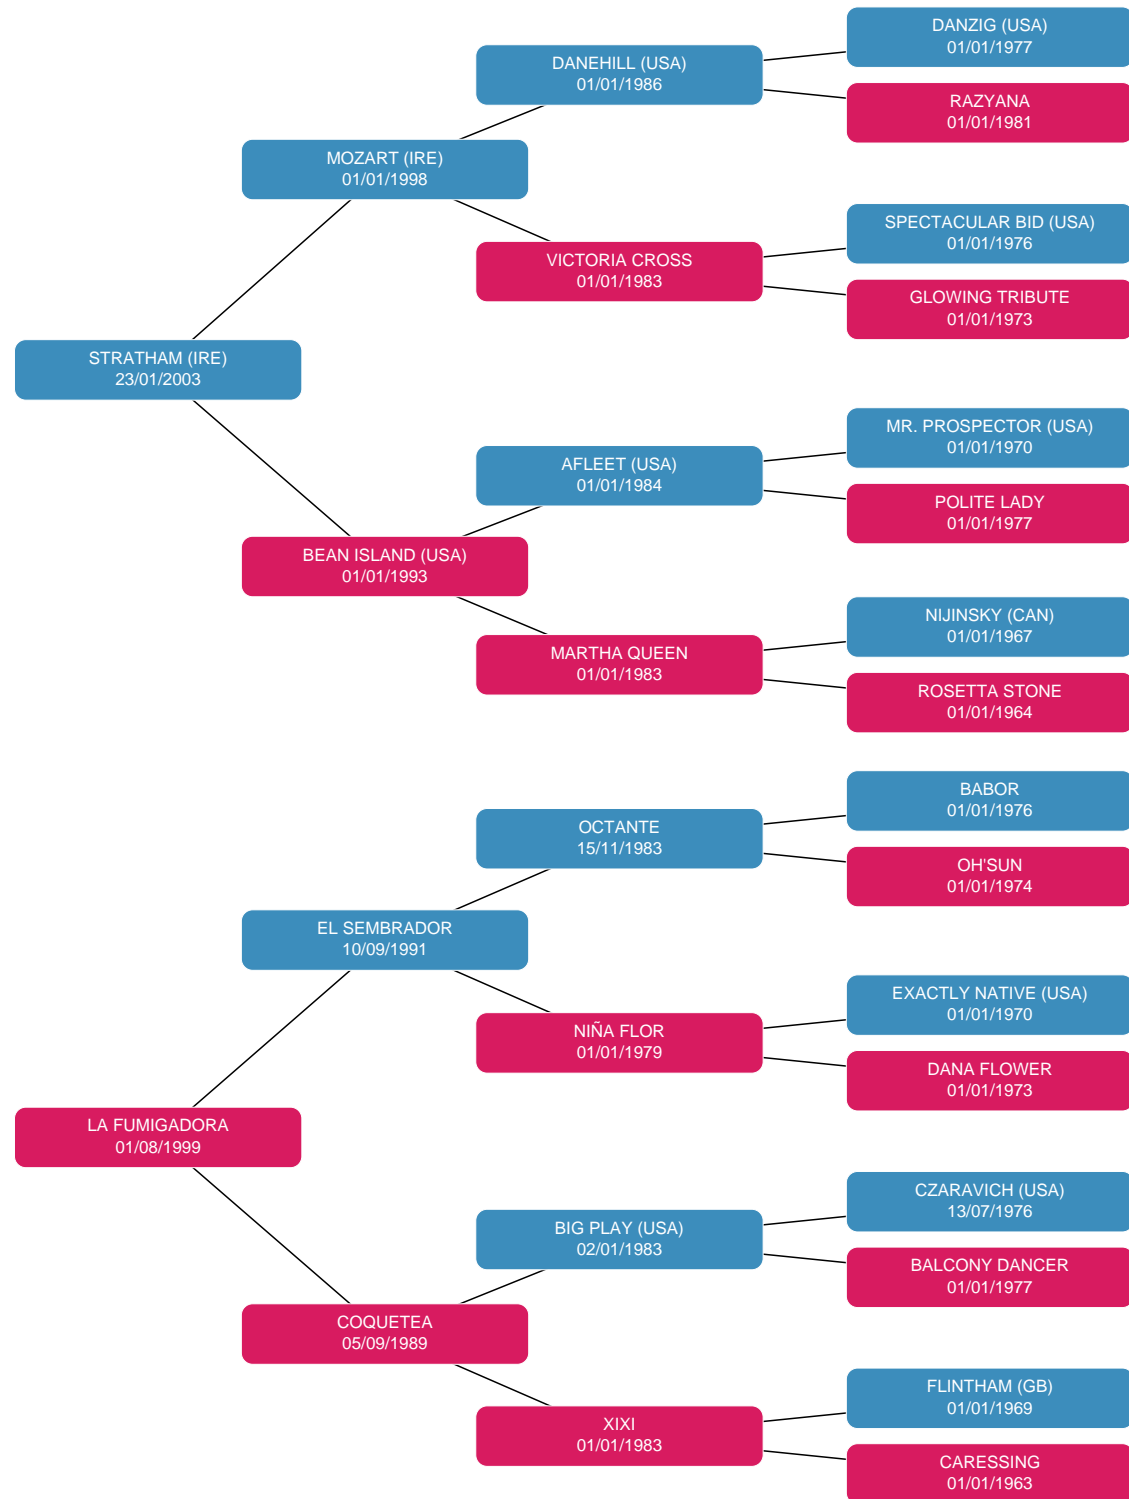 DANZIG (USA)
01/01/1977
DANEHILL (USA)
01/01/1986
RAZYANA
01/01/1981
MOZART (IRE)
01/01/1998
SPECTACULAR BID (USA)
01/01/1976
VICTORIA CROSS
01/01/1983
GLOWING TRIBUTE
01/01/1973
STRATHAM (IRE)
23/01/2003
MR. PROSPECTOR (USA)
01/01/1970
AFLEET (USA)
01/01/1984
POLITE LADY
01/01/1977
BEAN ISLAND (USA)
01/01/1993
NIJINSKY (CAN)
01/01/1967
MARTHA QUEEN
01/01/1983
ROSETTA STONE
01/01/1964
BABOR
01/01/1976
OCTANTE
15/11/1983
OH'SUN
01/01/1974
EL SEMBRADOR
10/09/1991
EXACTLY NATIVE (USA)
01/01/1970
NIÑA FLOR
01/01/1979
DANA FLOWER
01/01/1973
LA FUMIGADORA
01/08/1999
CZARAVICH (USA)
13/07/1976
BIG PLAY (USA)
02/01/1983
BALCONY DANCER
01/01/1977
COQUETEA
05/09/1989
FLINTHAM (GB)
01/01/1969
XIXI
01/01/1983
CARESSING
01/01/1963